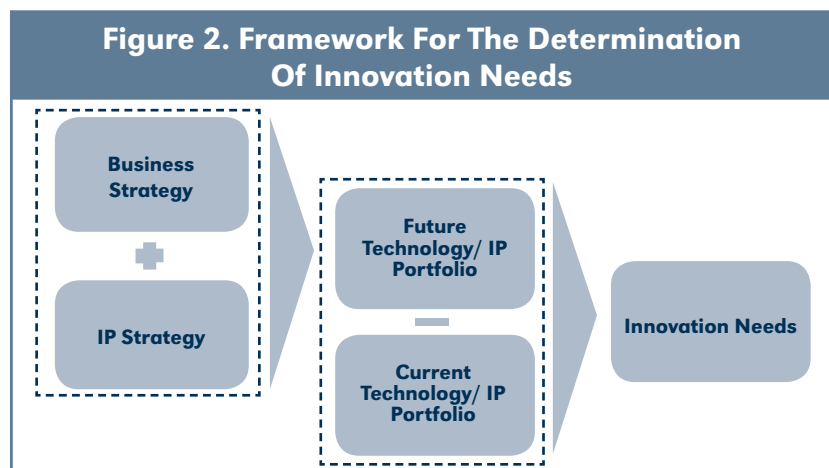 Figure 2. Framework For The Determination
Of Innovation Needs
Business
Strategy
IP Strategy
Future
Technology/ IP
Portfolio
Current
Technology/ IP
Portfolio
Innovation Needs